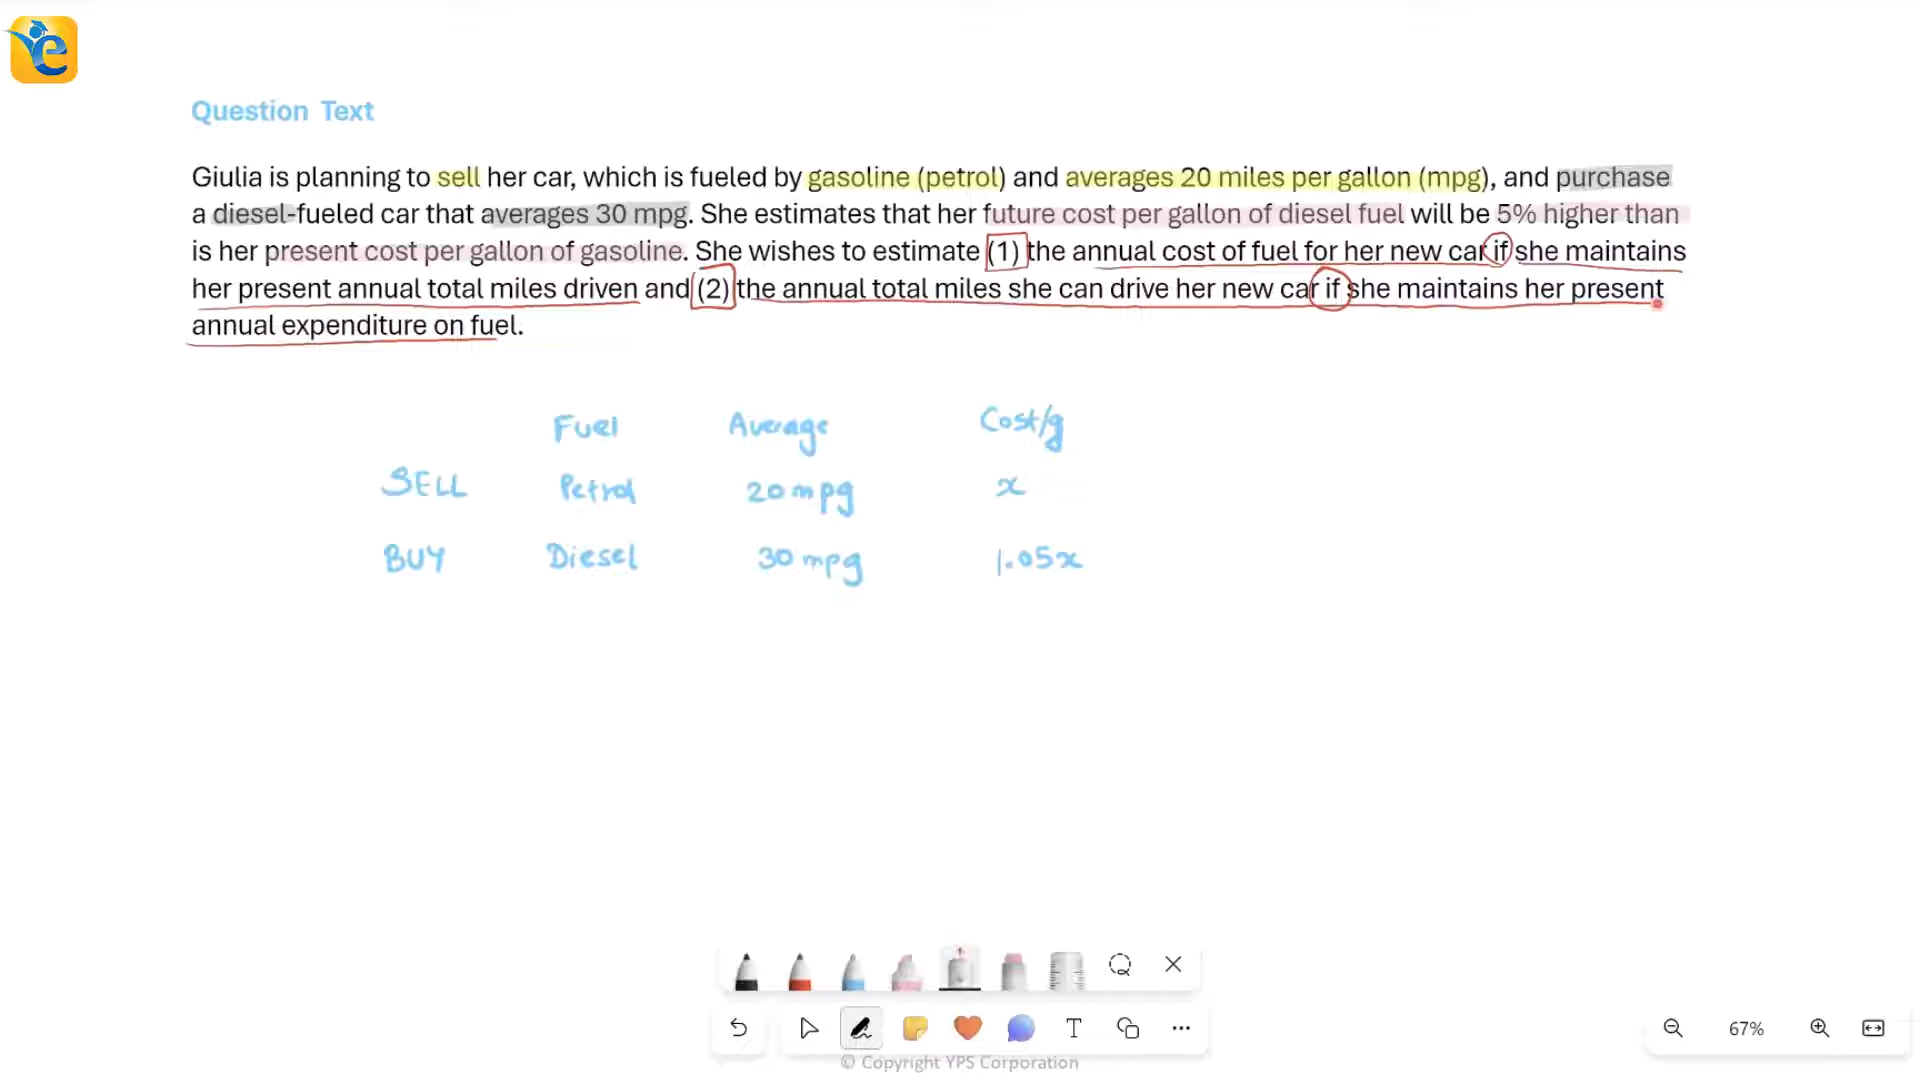 Question Text
Giulia is planning to sell her car, which is fueled by gasoline (petrol) and averages 20 miles per gallon (mpg), and purchase
a diesel-fueled car that averages 30 mpg. She estimates that her future cost per gallon of diesel fuel will be 5% higher than
is her present cost per gallon of gasoline. She wishes to estimate (1) the annual cost of fuel for her new car if she maintains
her present annual total miles driven and (2) the annual total miles she can drive her new car if she maintains her present
annual expenditure on fuel.
Fuel Average Cost/g
SELL Petrol 20 mpg x
BUY Diesel 30 mpg 1.05x
67%
© Copyright YPS Corporation